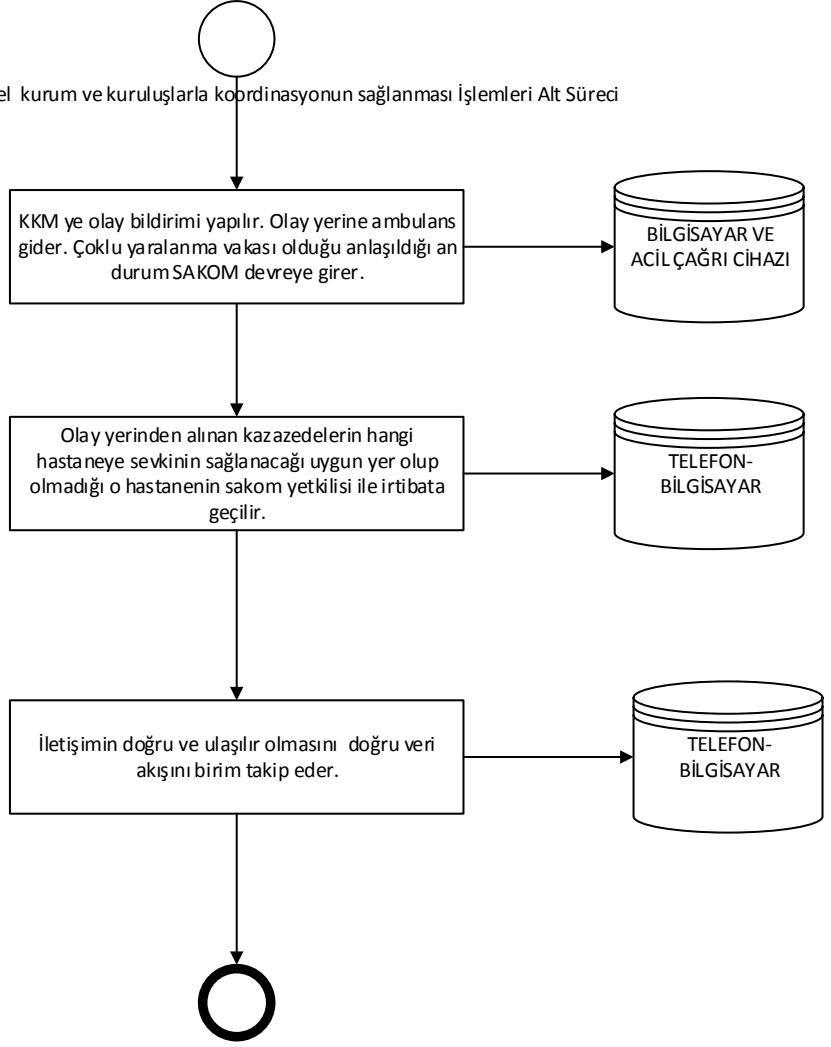 kurum ve kuruluşlarla koordinasyonun sağlanması İşlemleri Alt Süreci
KKM ye olay bildirimi yapılır. Olay yerine ambulans
gider. Çoklu yaralanma vakası olduğu anlaşıldığı an
durum SAKOM devreye girer.
BİLGİSAYAR VE
ACİL ÇAĞRI CİHAZI
Olay yerinden alınan kazazedelerin hangi
hastaneye sevkinin sağlanacağı uygun yer olup
olmadığı o hastanenin sakom yetkilisi ile irtibata
geçilir.
TELEFON-
BİLGİSAYAR
İletişimin doğru ve ulaşılır olmasını doğru veri
akışını birim takip eder.
TELEFON-
BİLGİSAYAR